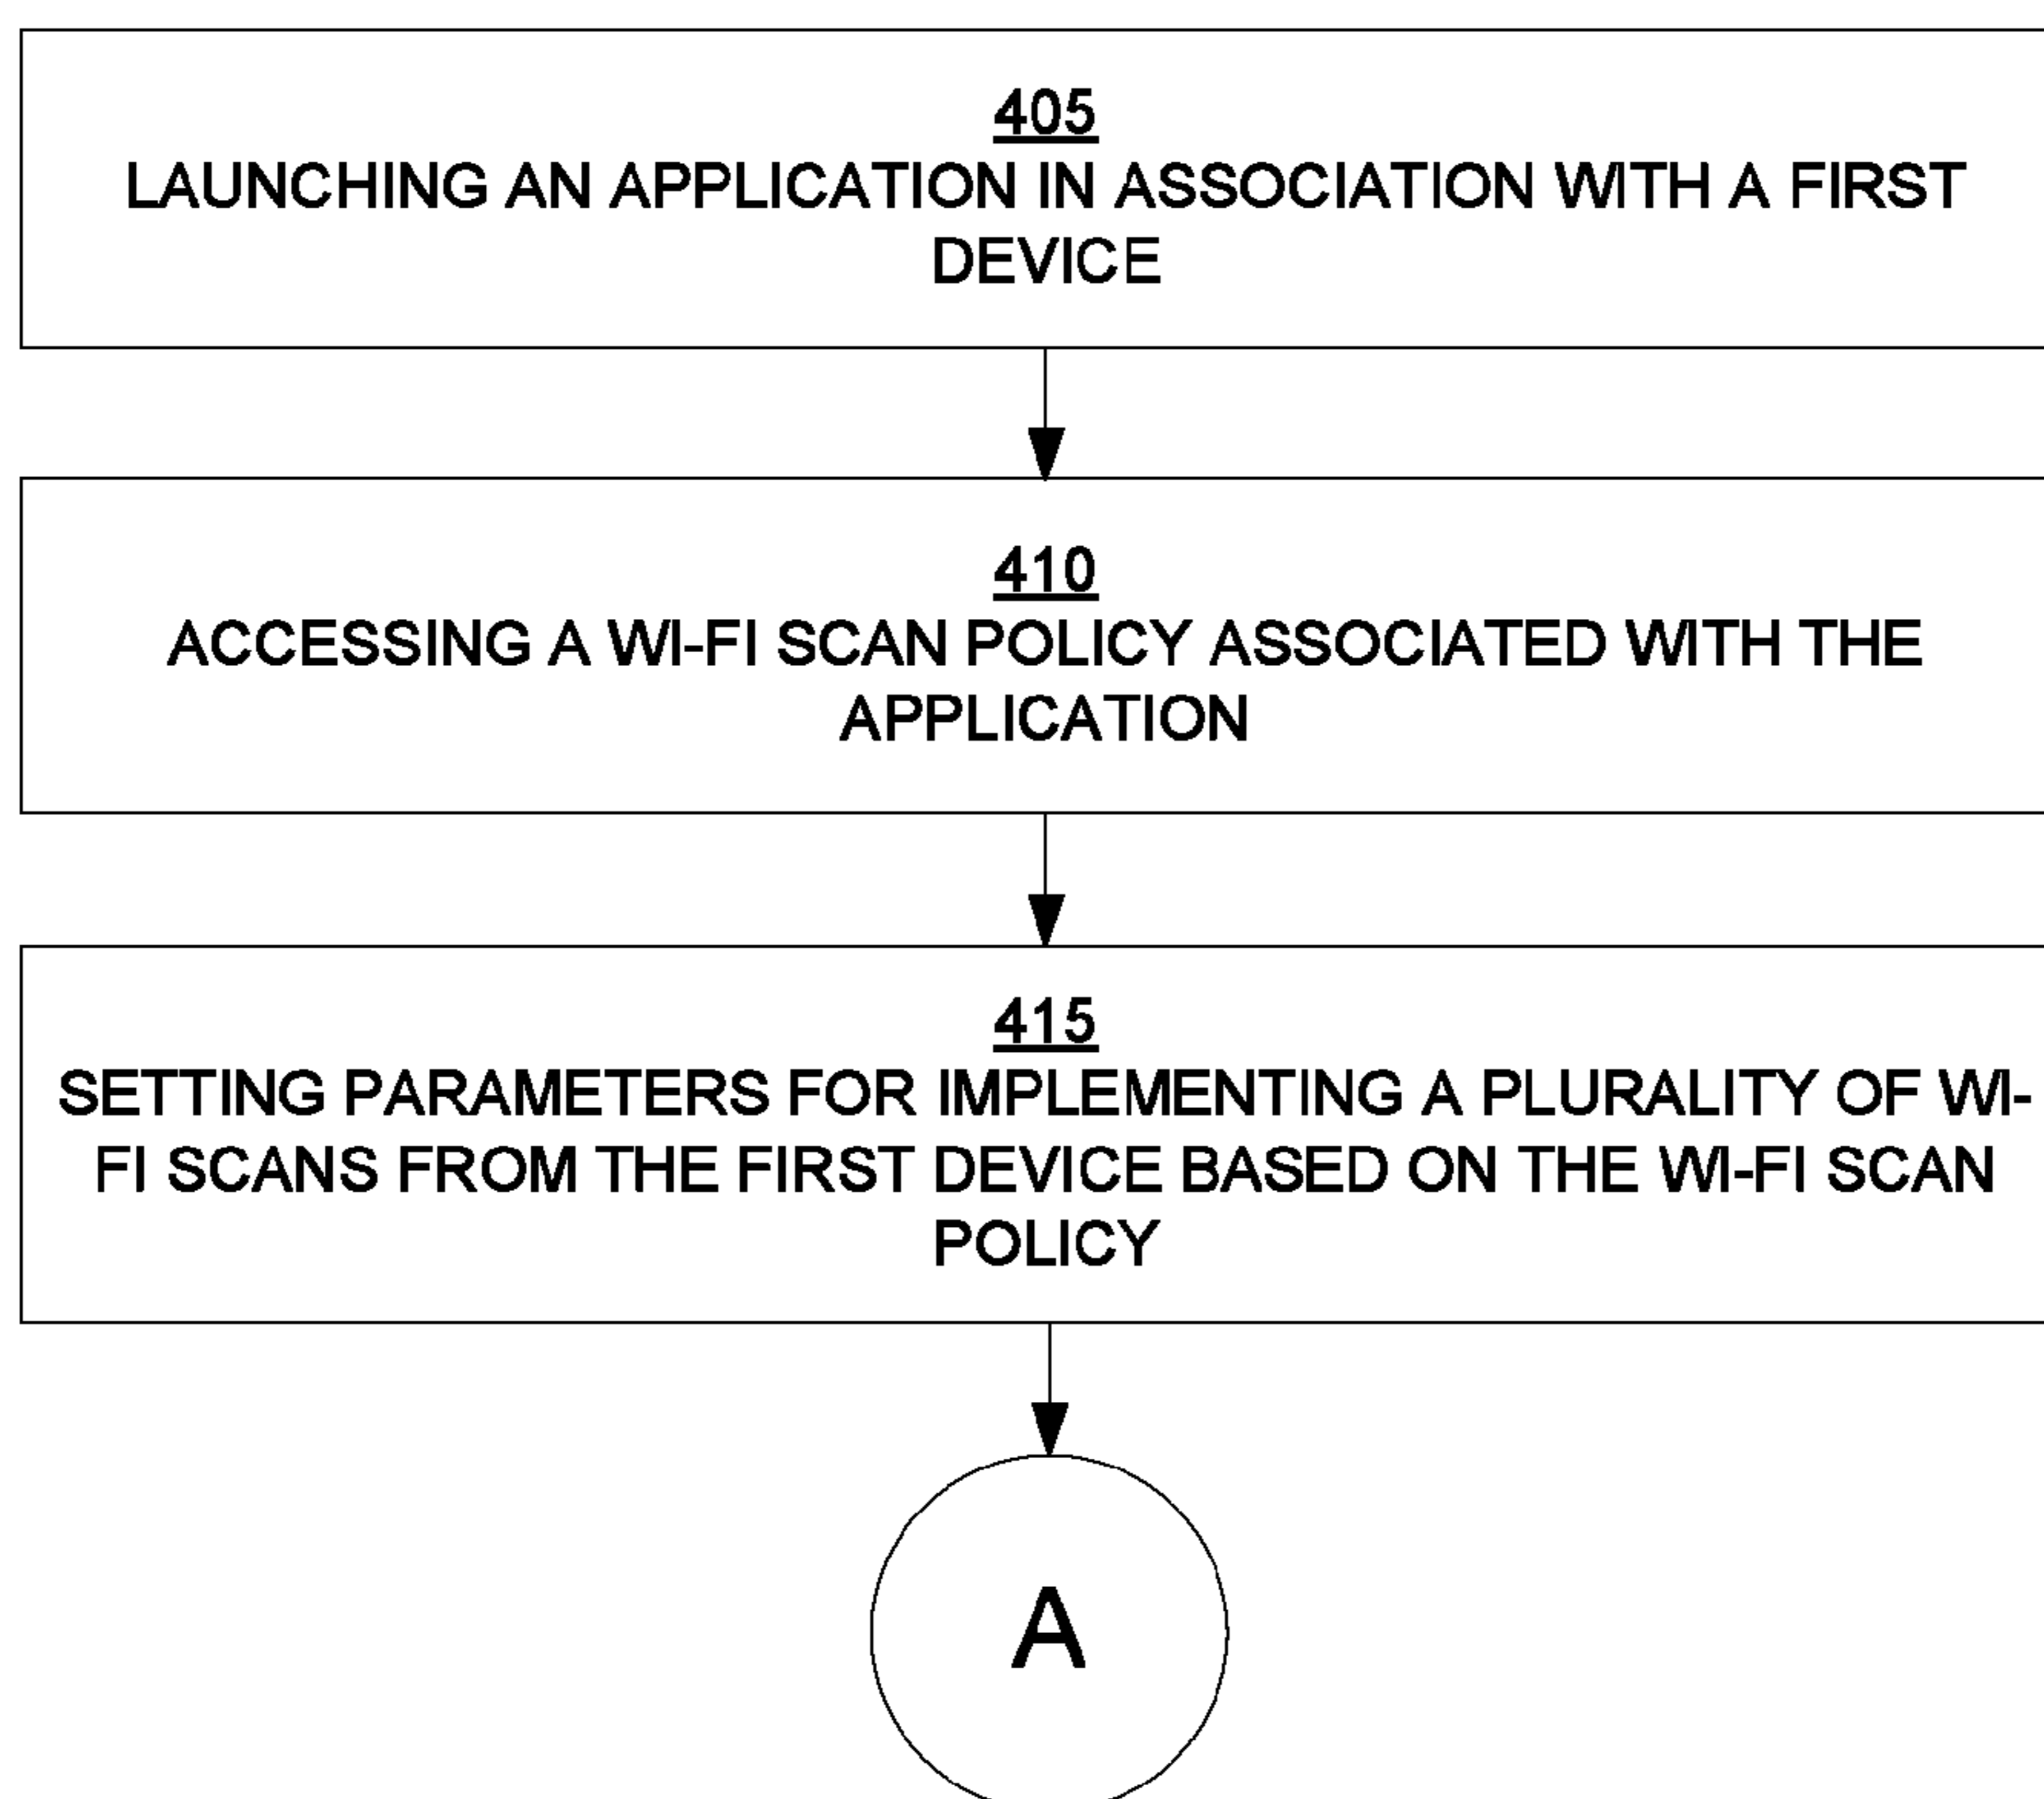 405
LAUNCHING AN APPLICATION IN ASSOCIATION WITH A FIRST
DEVICE
410
ACCESSING A WI-FI SCAN POLICY ASSOCIATED WITH THE
APPLICATION
415
SETTING PARAMETERS FOR IMPLEMENTING A PLURALITY OF WI-
FI SCANS FROM THE FIRST DEVICE BASED ON THE WI-FI SCAN
POLICY
A